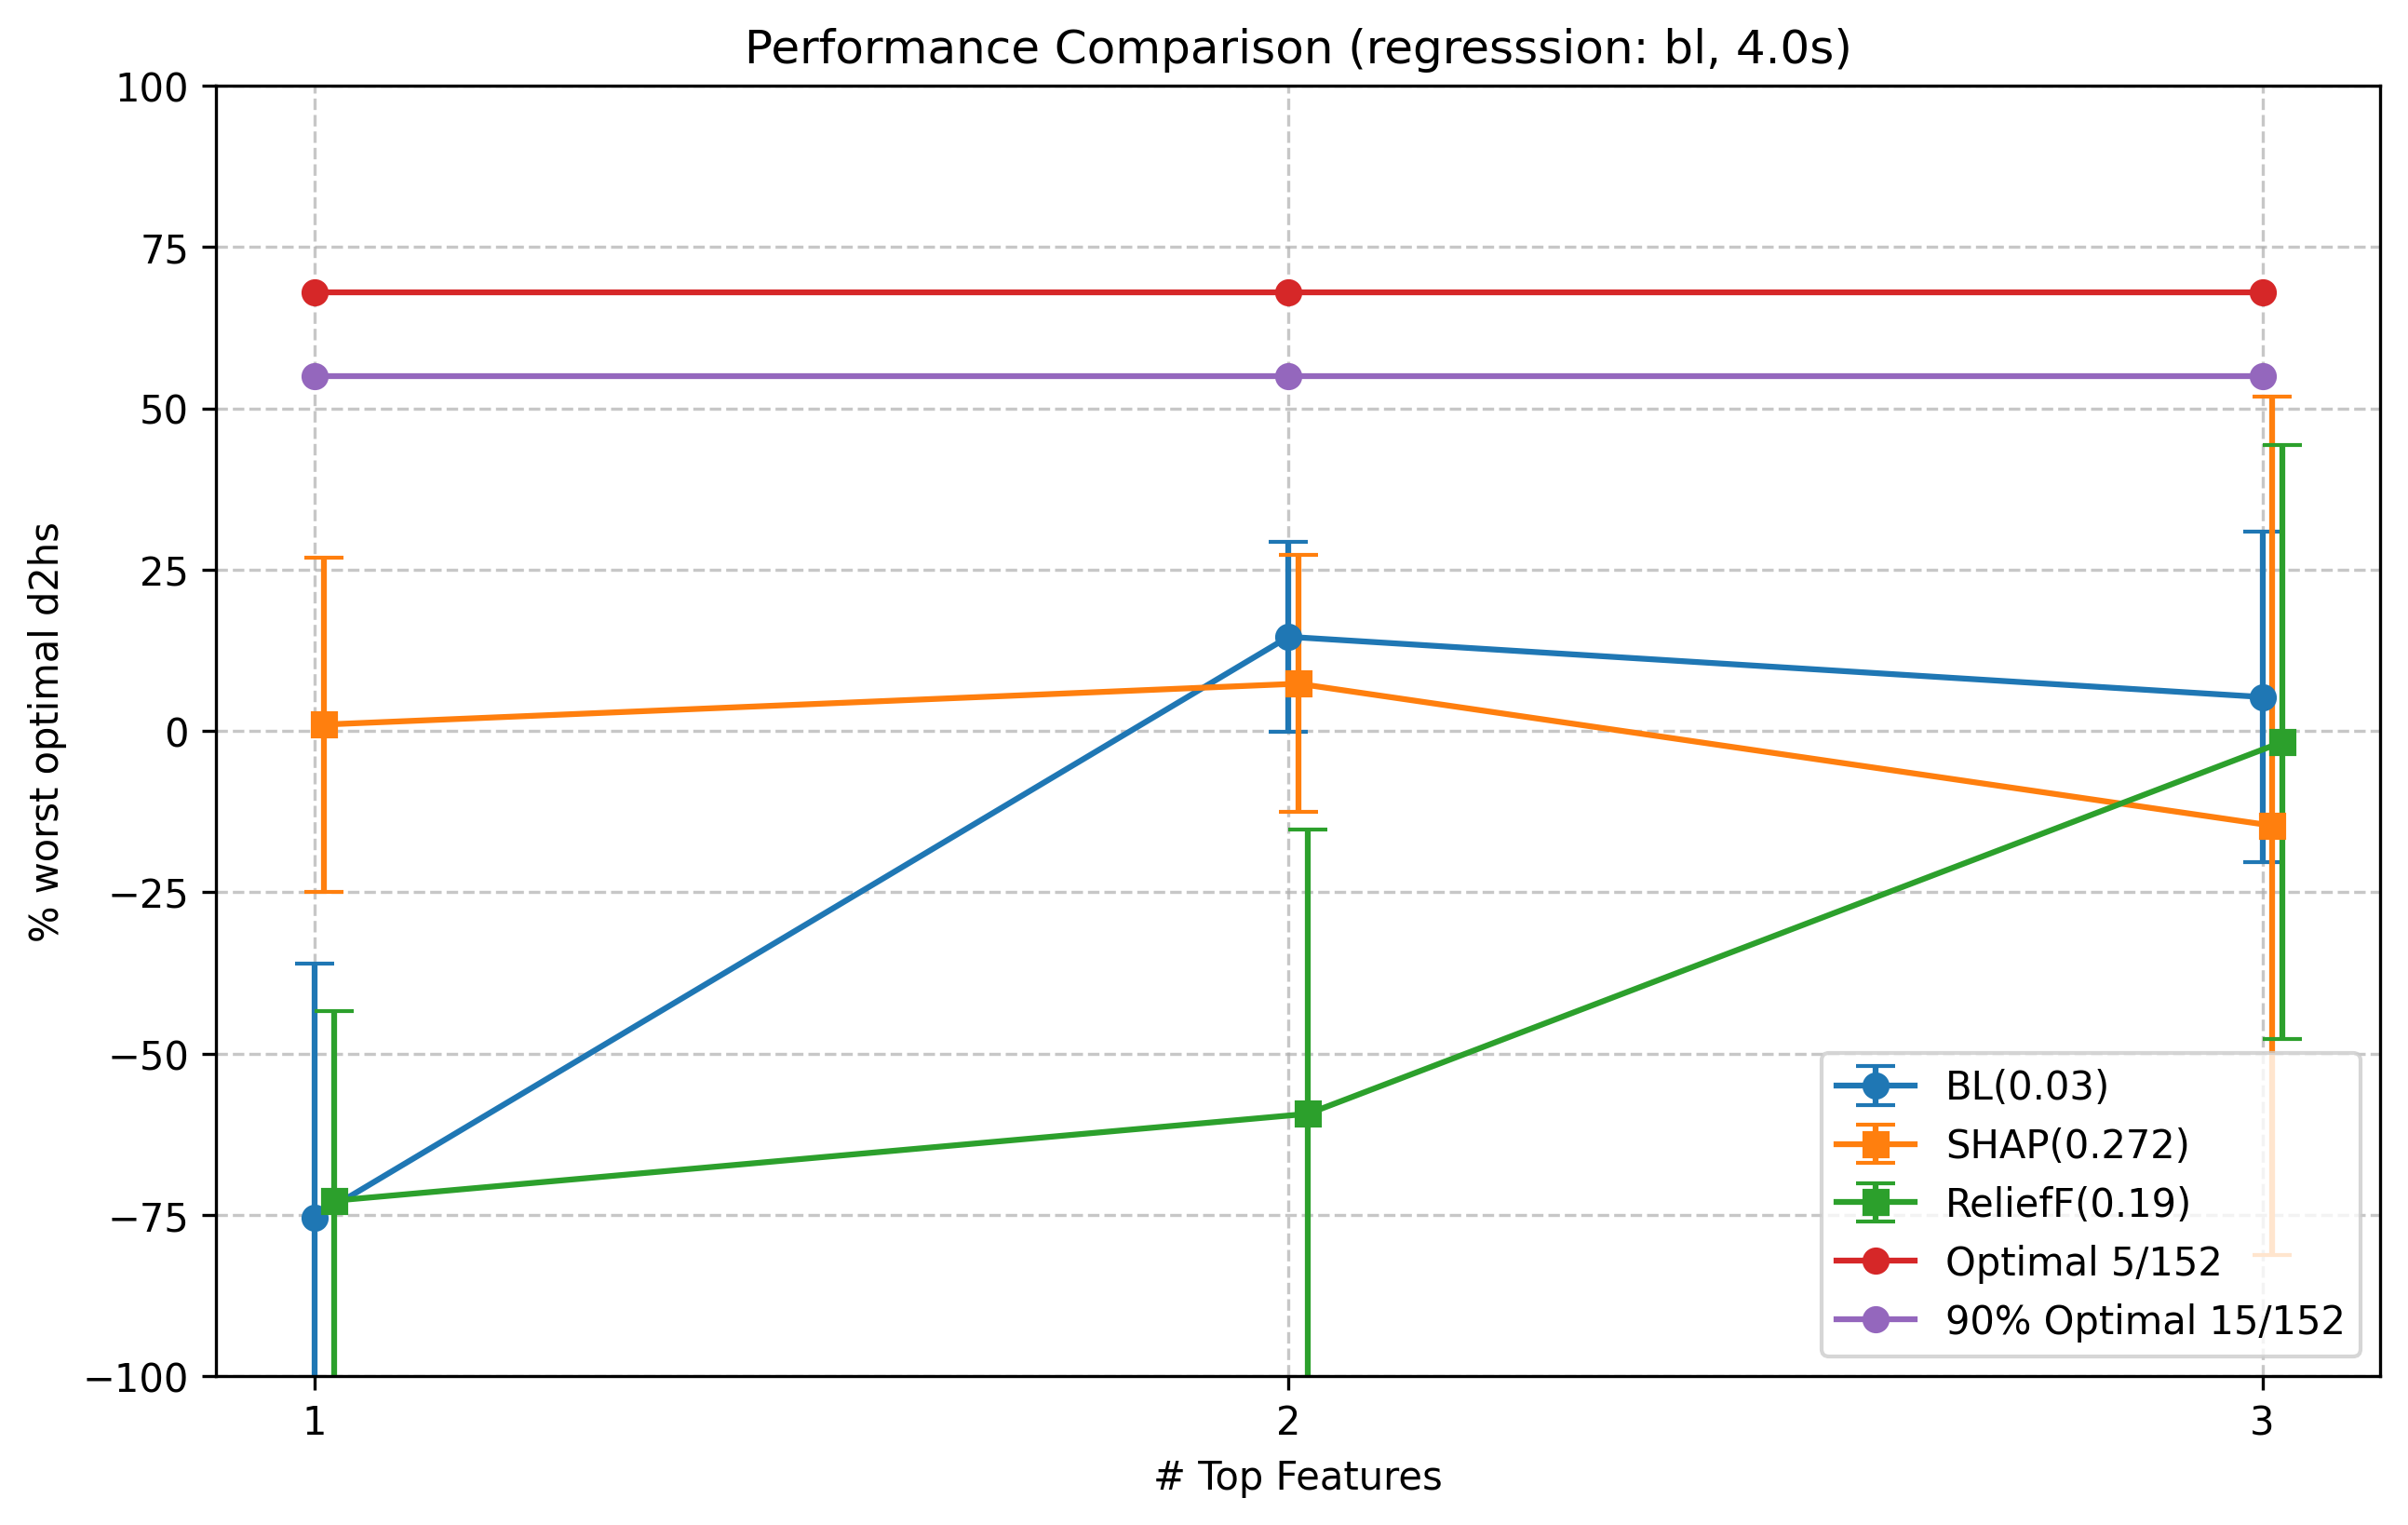 Performance Comparison (regresssion: bl, 4.0s)
100
75
50
25
0
−25
−50
−75
−100
% worst optimal d2hs
1
2
3
# Top Features
BL(0.03)
SHAP(0.272)
ReliefF(0.19)
Optimal 5/152
90% Optimal 15/152